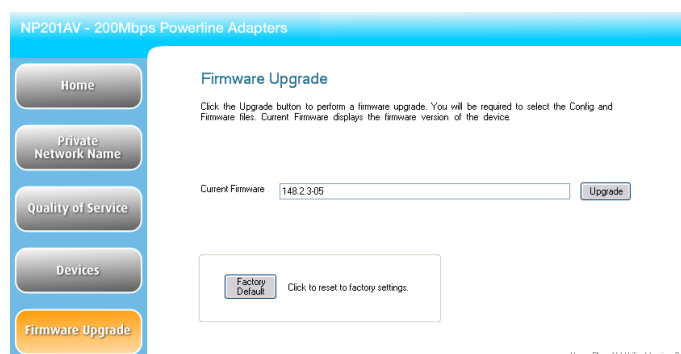 NP201AV - 200Mbps Powerline Adapters
Home
Private
Network Name
Quality of Service
Devices
Firmware Upgrade
Firmware Upgrade
Click the Upgrade button to perform a firmware upgrade. You will be required to select the Config and
Firmware files. Current Firmware displays the firmware version of the device.
Current Firmware 148.2.3-05 Upgrade
Factory
Default
Click to reset to factory settings.